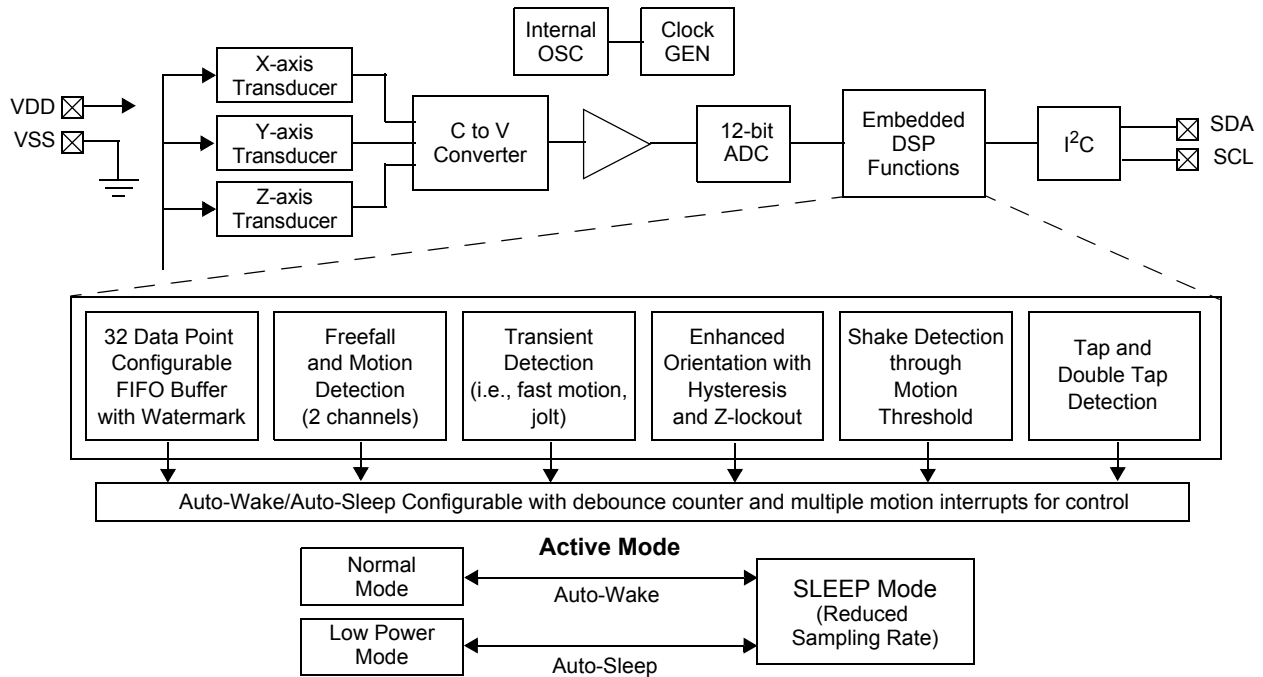 Internal
OSC
Clock
GEN
X-axis
Transducer
VDD
VSS
Y-axis
Transducer
Z-axis
Transducer
C to V
Converter
12-bit
ADC
Embedded
DSP
Functions
I²C
SDA
SCL
32 Data Point
Configurable
FIFO Buffer
with Watermark
Freefall
and Motion
Detection
(2 channels)
Transient
Detection
(i.e., fast motion,
jolt)
Enhanced
Orientation with
Hysteresis
and Z-lockout
Shake Detection
through
Motion
Threshold
Tap and
Double Tap
Detection
Auto-Wake/Auto-Sleep Configurable with debounce counter and multiple motion interrupts for control
Active Mode
Normal
Mode
Auto-Wake
Low Power
Mode
Auto-Sleep
SLEEP Mode
(Reduced
Sampling Rate)